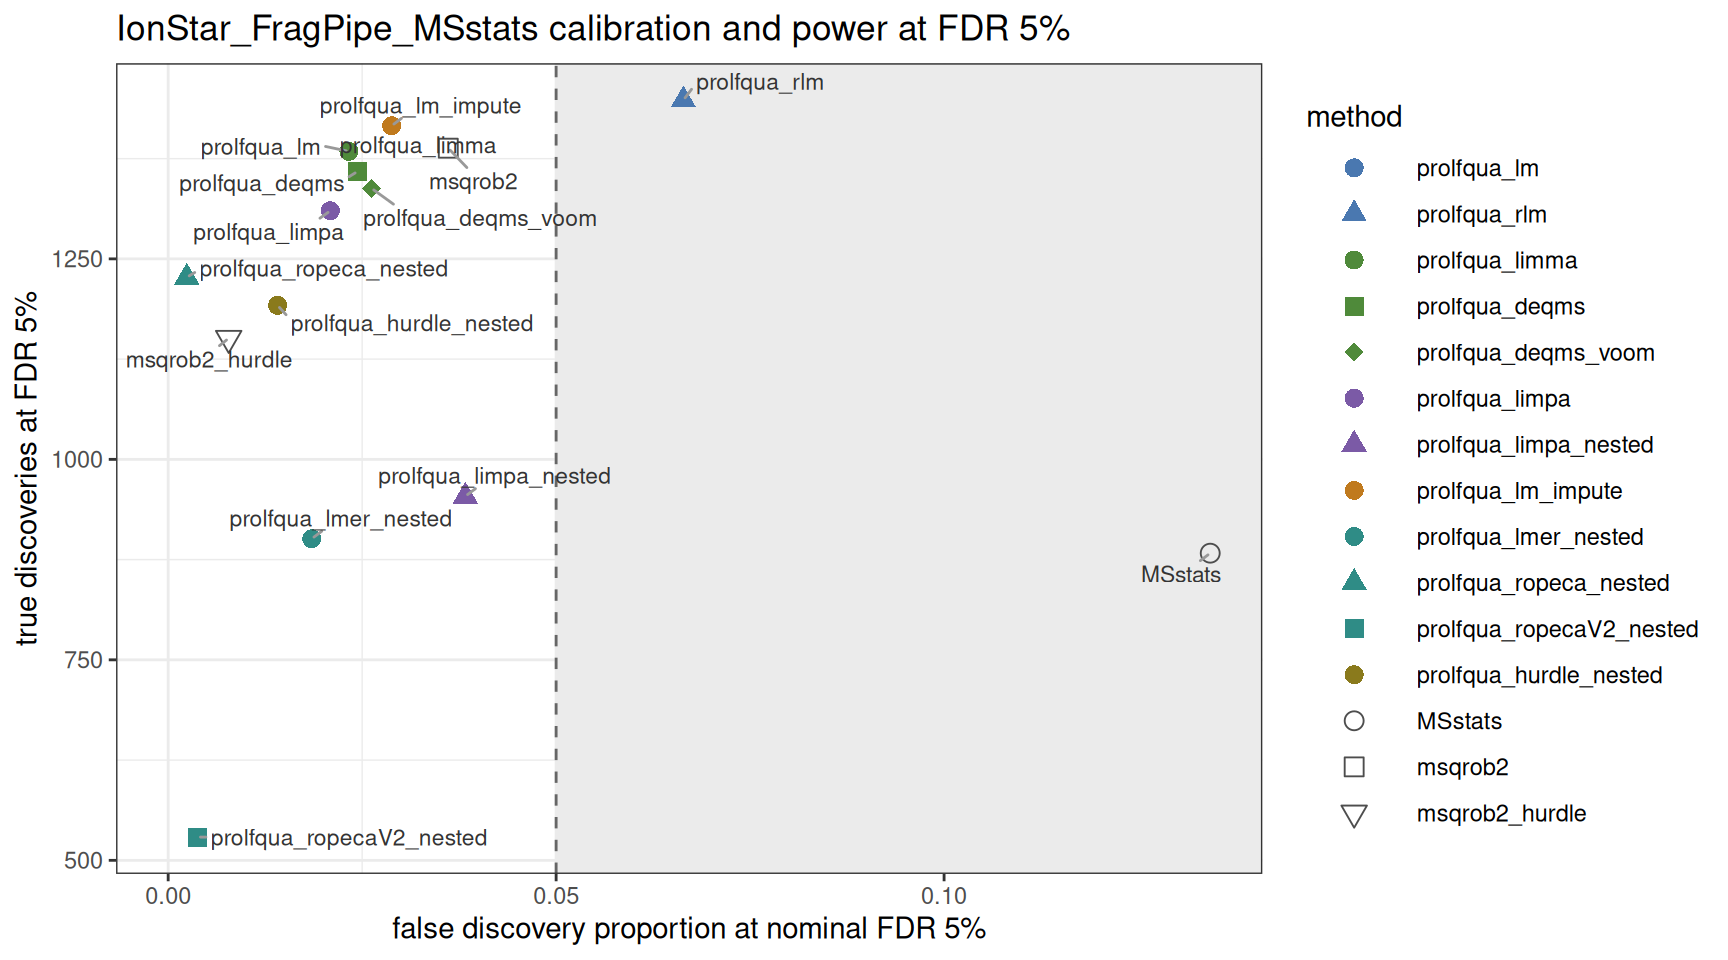 IonStar_FragPipe_MSstats calibration and power at FDR 5%
prolfqua_rlm
prolfqua_lm_impute
prolfqua_lm
prolfqua_limma
prolfqua_deqms
msqrob2
prolfqua_deqms_voom
prolfqua_limpa
prolfqua_ropeca_nested
prolfqua_hurdle_nested
msqrob2_hurdle
prolfqua_limpa_nested
prolfqua_lmer_nested
MSstats
prolfqua_ropecaV2_nested
1250
1000
750
500
true discoveries at FDR 5%
0.00
0.05
0.10
false discovery proportion at nominal FDR 5%
method
prolfqua_lm
prolfqua_rlm
prolfqua_limma
prolfqua_deqms
prolfqua_deqms_voom
prolfqua_limpa
prolfqua_limpa_nested
prolfqua_lm_impute
prolfqua_lmer_nested
prolfqua_ropeca_nested
prolfqua_ropecaV2_nested
prolfqua_hurdle_nested
MSstats
msqrob2
msqrob2_hurdle